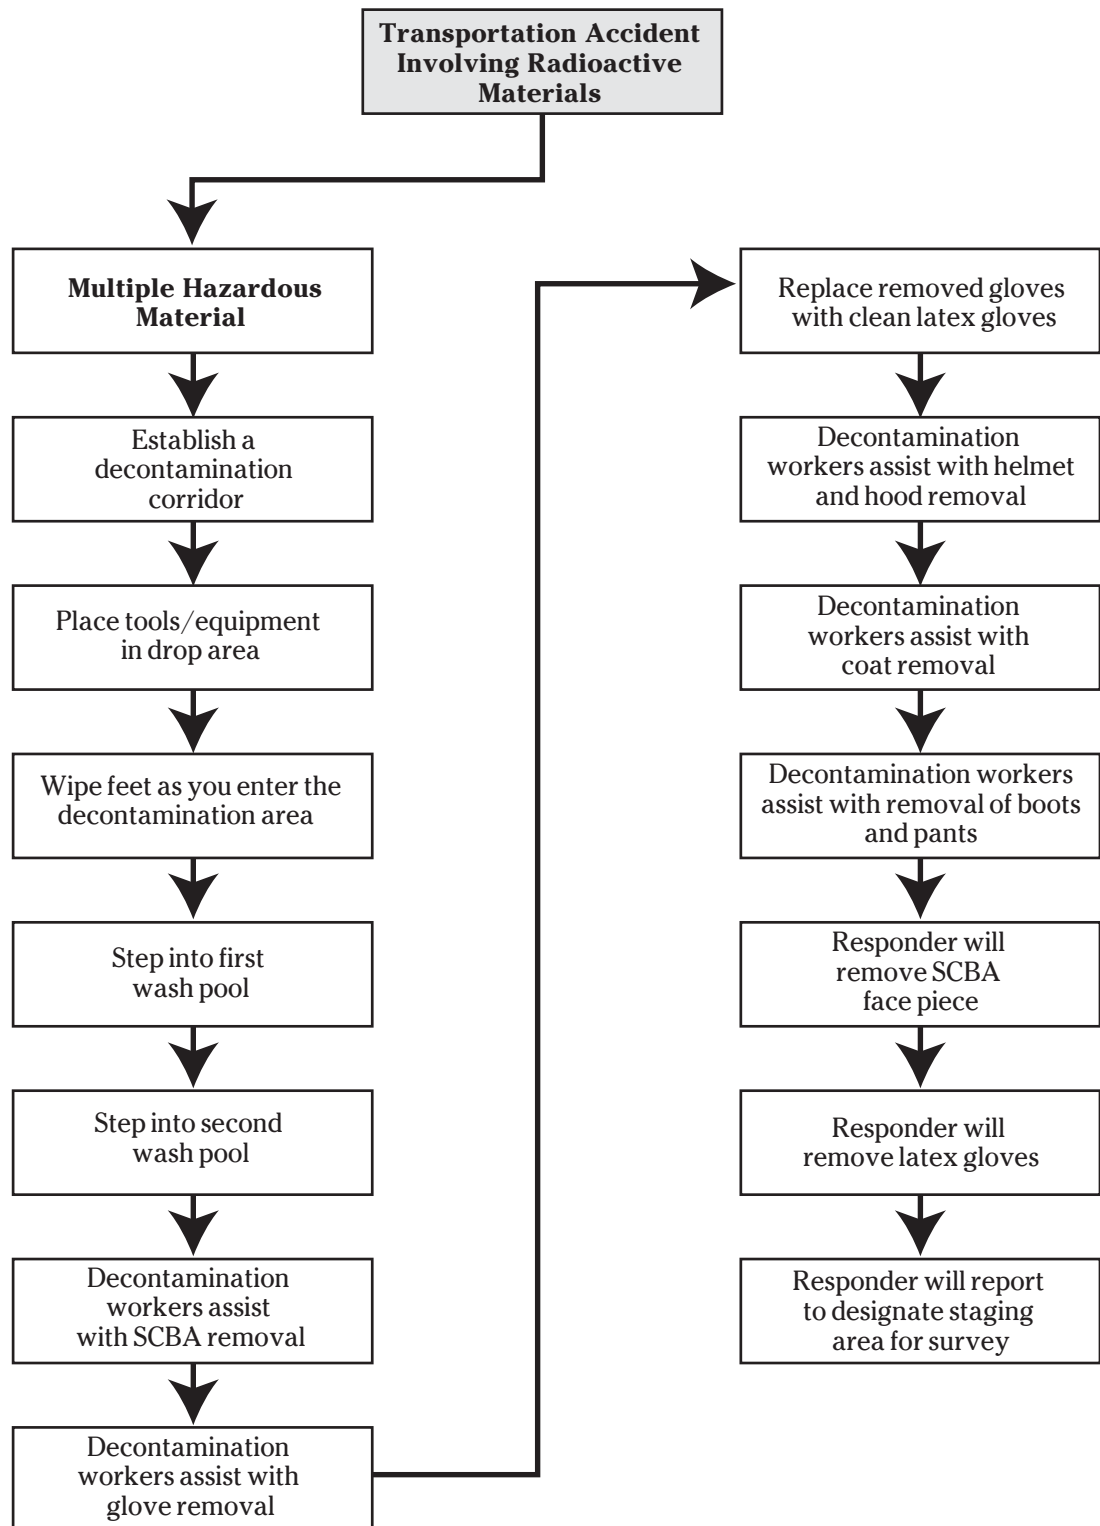 Transportation Accident
Involving Radioactive
Materials
Multiple Hazardous
Material
Establish a
decontamination
corridor
Place tools/equipment
in drop area
Wipe feet as you enter the
decontamination area
Step into first
wash pool
Step into second
wash pool
Decontamination
workers assist
with SCBA removal
Decontamination
workers assist with
glove removal
Replace removed gloves
with clean latex gloves
Decontamination
workers assist with helmet
and hood removal
Decontamination
workers assist with
coat removal
Decontamination workers
assist with removal of boots
and pants
Responder will
remove SCBA
face piece
Responder will
remove latex gloves
Responder will report
to designate staging
area for survey